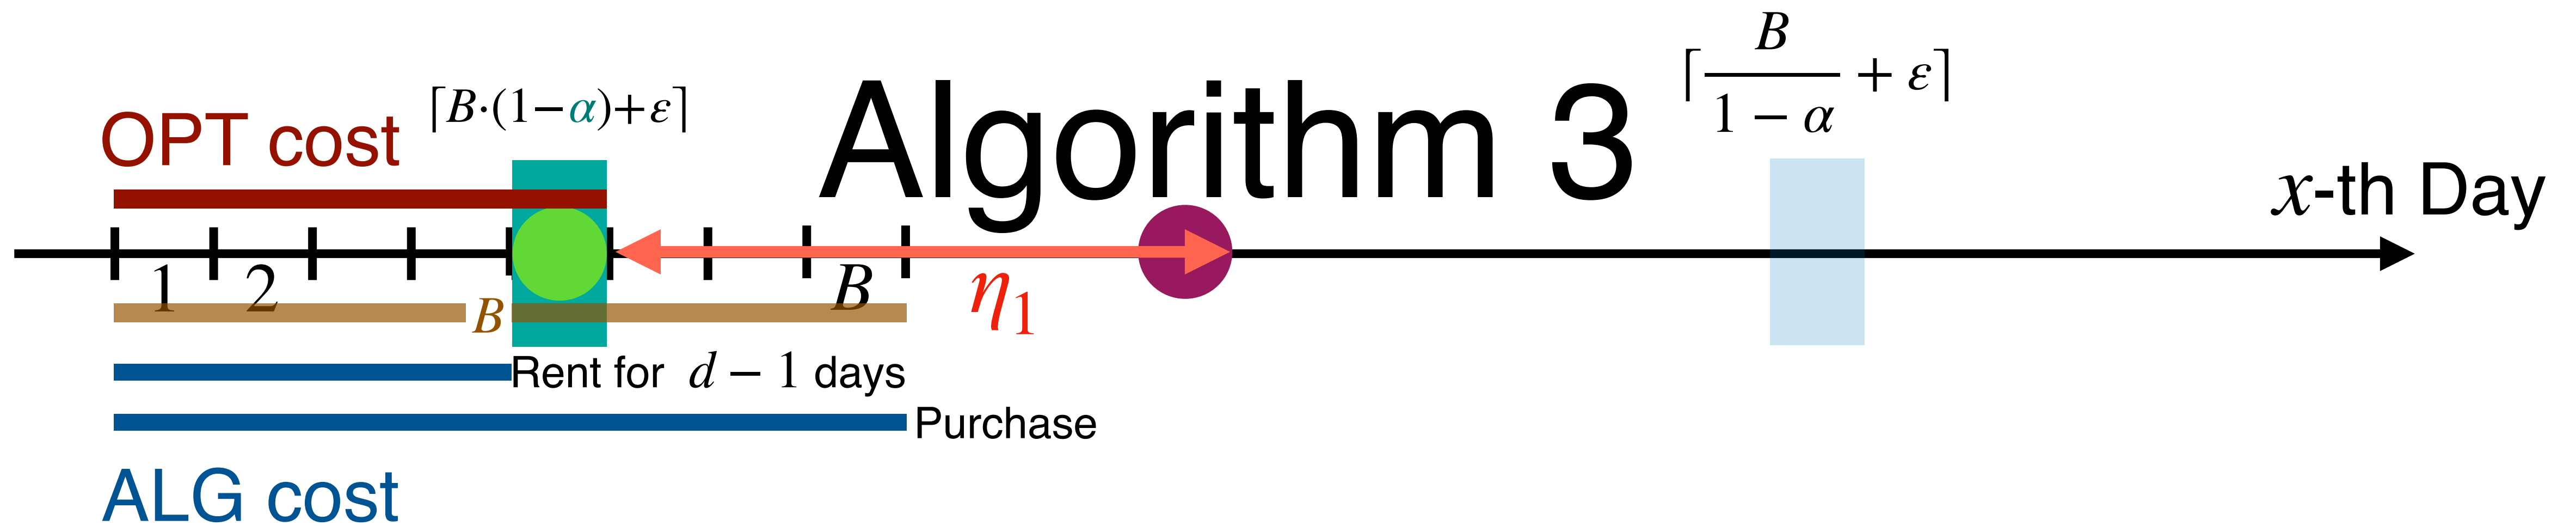 Algorithm 3
OPT cost
⌈B·(1−α)+ε⌉
⌈B/(1 − α) + ε⌉
x-th Day
1 2 B
B
η₁
Rent for d − 1 days
Purchase
ALG cost